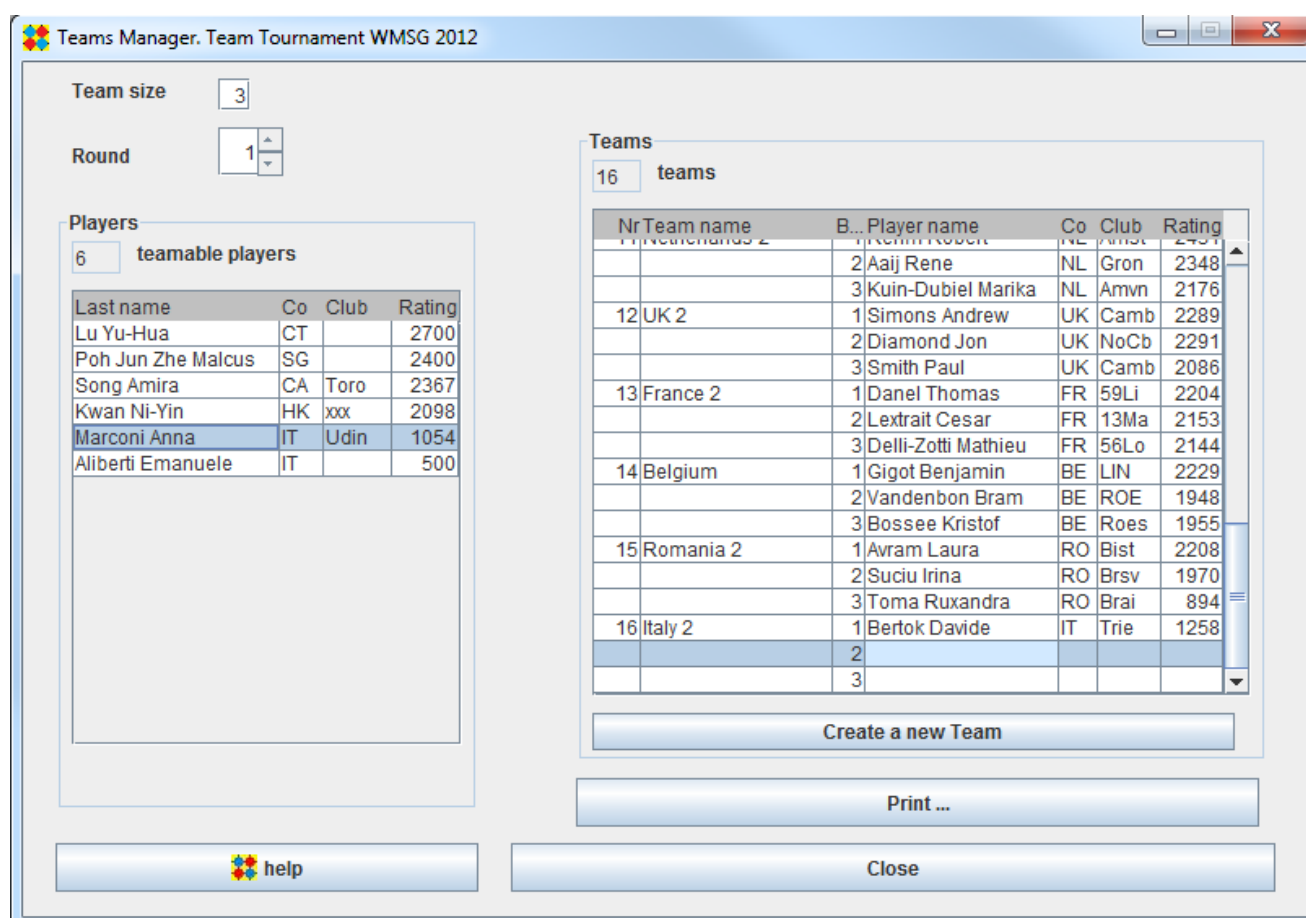 Teams Manager. Team Tournament WMSG 2012
Team size 3
Round 1
Players
6 teamable players
Last name Co Club Rating
Lu Yu-Hua CT 2700
Poh Jun Zhe Malcus SG 2400
Song Amira CA Toro 2367
Kwan Ni-Yin HK xxx 2098
Marconi Anna IT Udin 1054
Aliberti Emanuele IT 500
Teams
16 teams
Nr Team name B... Player name Co Club Rating
2 Aaij Rene NL Gron 2348
3 Kuin-Dubiel Marika NL Amvn 2176
12 UK 2 1 Simons Andrew UK Camb 2289
2 Diamond Jon UK NoCb 2291
3 Smith Paul UK Camb 2086
13 France 2 1 Danel Thomas FR 59Li 2204
2 Lextrait Cesar FR 13Ma 2153
3 Delli-Zotti Mathieu FR 56Lo 2144
14 Belgium 1 Gigot Benjamin BE LIN 2229
2 Vandenbon Bram BE ROE 1948
3 Bossee Kristof BE Roes 1955
15 Romania 2 1 Avram Laura RO Bist 2208
2 Suciu Irina RO Brsv 1970
3 Toma Ruxandra RO Brai 894
16 Italy 2 1 Bertok Davide IT Trie 1258
2
3
Create a new Team
Print ...
help
Close